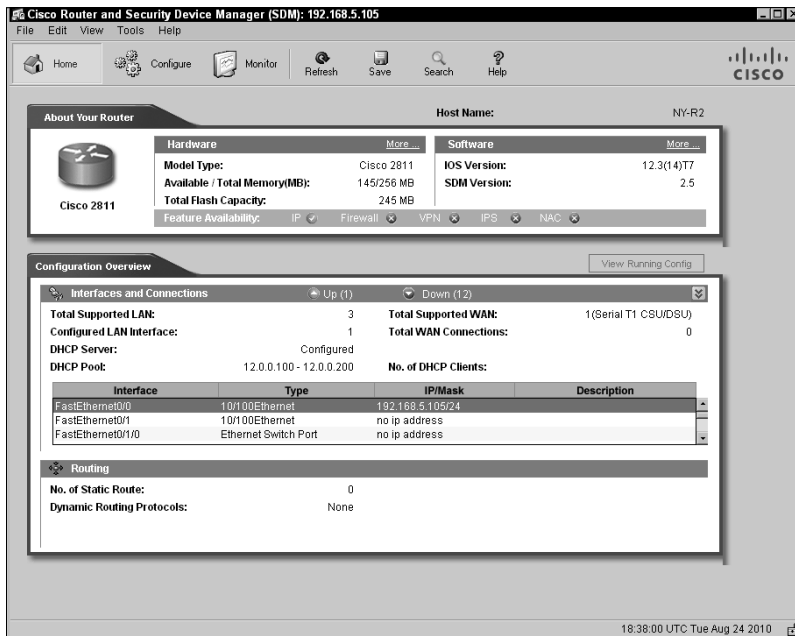 Cisco Router and Security Device Manager (SDM): 192.168.5.105
File Edit View Tools Help
Home Configure Monitor Refresh Save Search Help
CISCO
About Your Router Host Name: NY-R2
Cisco 2811
Hardware More ...
Model Type: Cisco 2811
Available / Total Memory(MB): 145/256 MB
Total Flash Capacity: 245 MB
Software More ...
IOS Version: 12.3(14)T7
SDM Version: 2.5
Feature Availability: IP Firewall VPN IPS NAC
Configuration Overview View Running Config
Interfaces and Connections Up (1) Down (12)
Total Supported LAN: 3 Total Supported WAN: 1(Serial T1 CSU/DSU)
Configured LAN Interface: 1 Total WAN Connections: 0
DHCP Server: Configured
DHCP Pool: 12.0.0.100 - 12.0.0.200 No. of DHCP Clients:
Interface Type IP/Mask Description
FastEthernet0/0 10/100Ethernet 192.168.5.105/24
FastEthernet0/1 10/100Ethernet no ip address
FastEthernet0/1/0 Ethernet Switch Port no ip address
Routing
No. of Static Route: 0
Dynamic Routing Protocols: None
18:38:00 UTC Tue Aug 24 2010